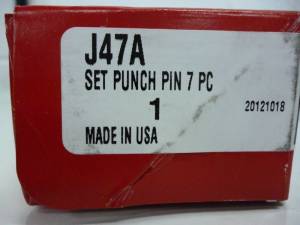 J47A
SET PUNCH PIN 7 PC
1
20121018
MADE IN USA